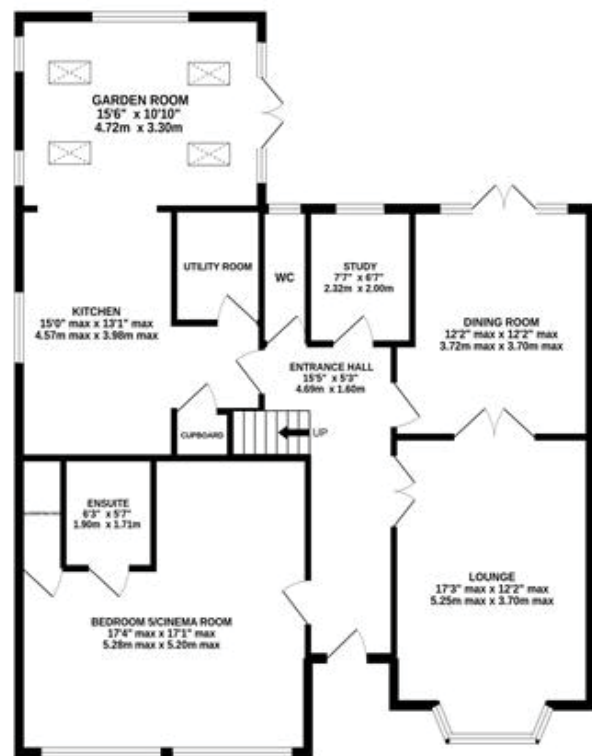 GARDEN ROOM
15'6" x 10'10"
4.72m x 3.30m
UTILITY ROOM
WC
STUDY
7'7" x 6'7"
2.32m x 2.00m
KITCHEN
15'0" max x 13'1" max
4.57m max x 3.98m max
DINING ROOM
12'2" max x 12'2" max
3.72m max x 3.70m max
ENTRANCE HALL
15'5" x 5'3"
4.69m x 1.60m
CUPBOARD
UP
ENSUITE
6'3" x 5'7"
1.90m x 1.71m
LOUNGE
17'3" max x 12'2" max
5.25m max x 3.70m max
BEDROOM 5/CINEMA ROOM
17'4" max x 17'1" max
5.28m max x 5.20m max